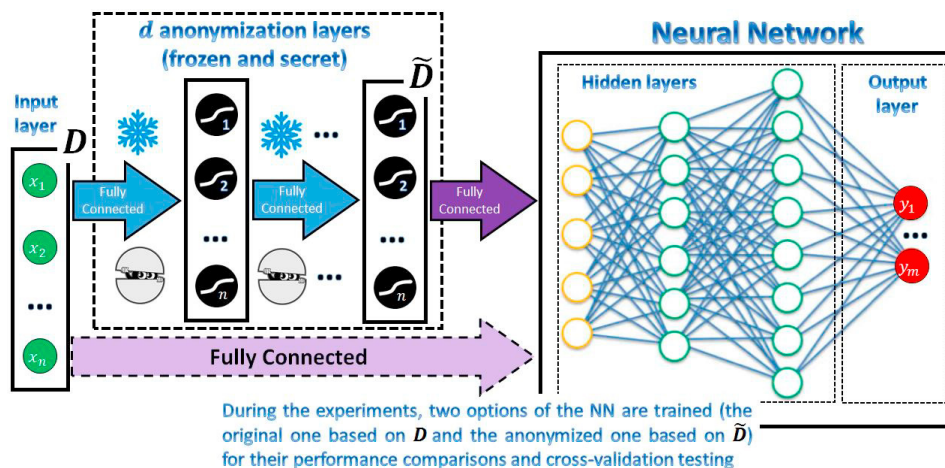 d anonymization layers
(frozen and secret)
Neural Network
Input
layer
D
D̃
Hidden layers
Output
layer
x₁
x₂
...
xₙ
Fully
Connected
1
2
...
n
...
Fully
Connected
...
1
2
...
n
Fully
Connected
y₁
...
yₘ
Fully Connected
During the experiments, two options of the NN are trained (the
original one based on D and the anonymized one based on D̃)
for their performance comparisons and cross-validation testing